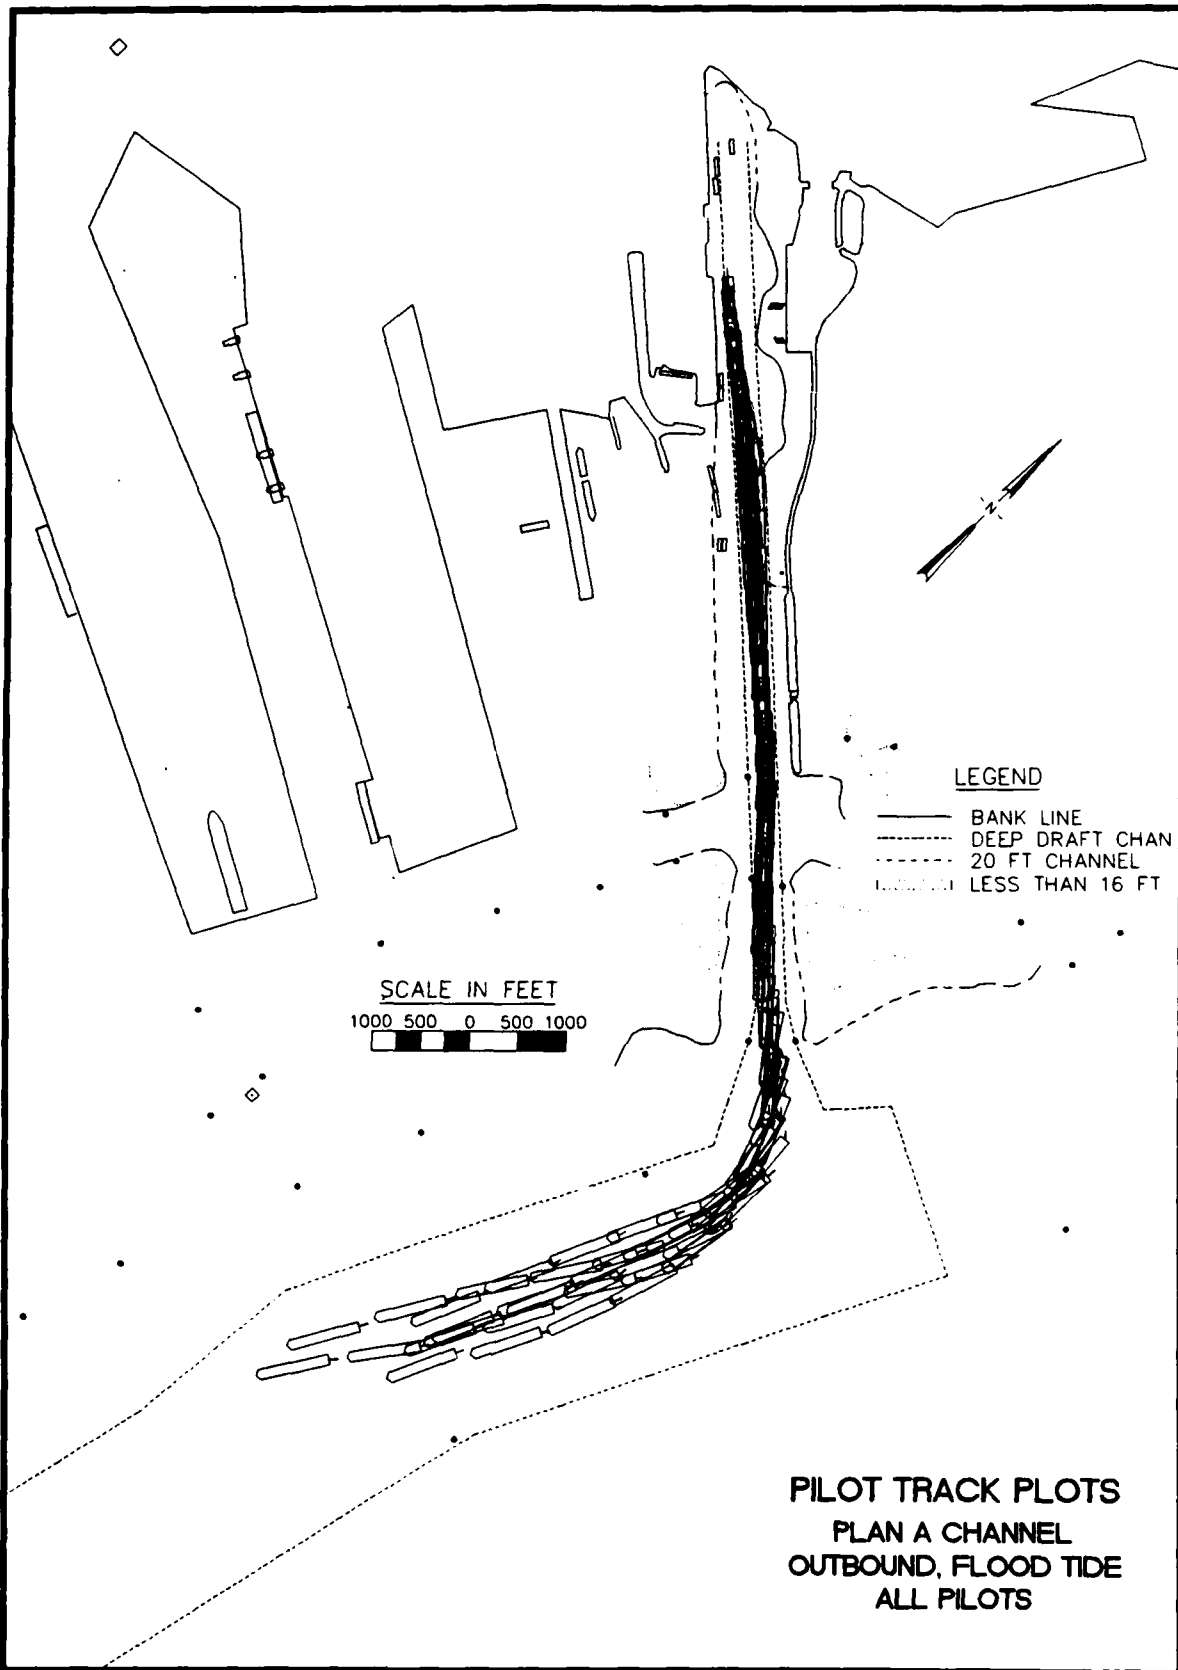 N
LEGEND
BANK LINE
DEEP DRAFT CHAN
20 FT CHANNEL
LESS THAN 16 FT
SCALE IN FEET
1000 500 0 500 1000
PILOT TRACK PLOTS
PLAN A CHANNEL
OUTBOUND, FLOOD TIDE
ALL PILOTS